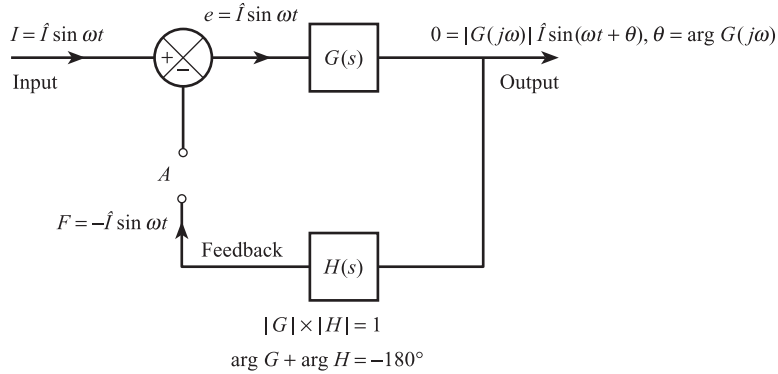 I = Î sin ωt
e = Î sin ωt
0 = |G(jω)| Î sin(ωt + θ), θ = arg G(jω)
+
−
G(s)
Input
Output
A
F = −Î sin ωt
Feedback
H(s)
|G| × |H| = 1
arg G + arg H = −180°